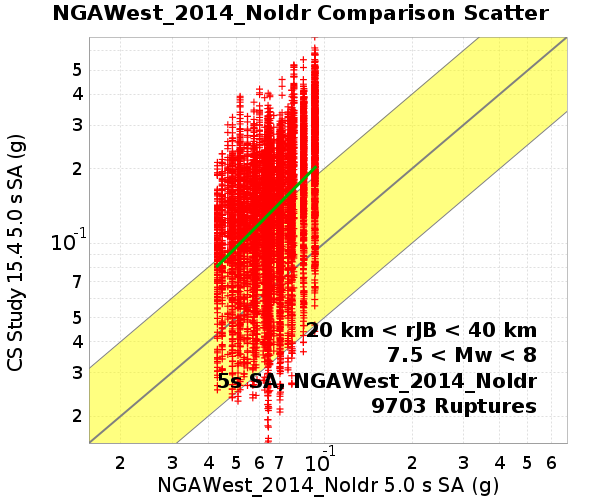 NGAWest_2014_NoIdr Comparison Scatter
CS Study 15.4 5.0 s SA (g)
5
4
3
2
10-1
7
5
4
3
2
20 km < rJB < 40 km
7.5 < Mw < 8
5s SA, NGAWest_2014_NoIdr
9703 Ruptures
2 3 4 5 6 7 10-1 2 3 4 5 6
NGAWest_2014_NoIdr 5.0 s SA (g)